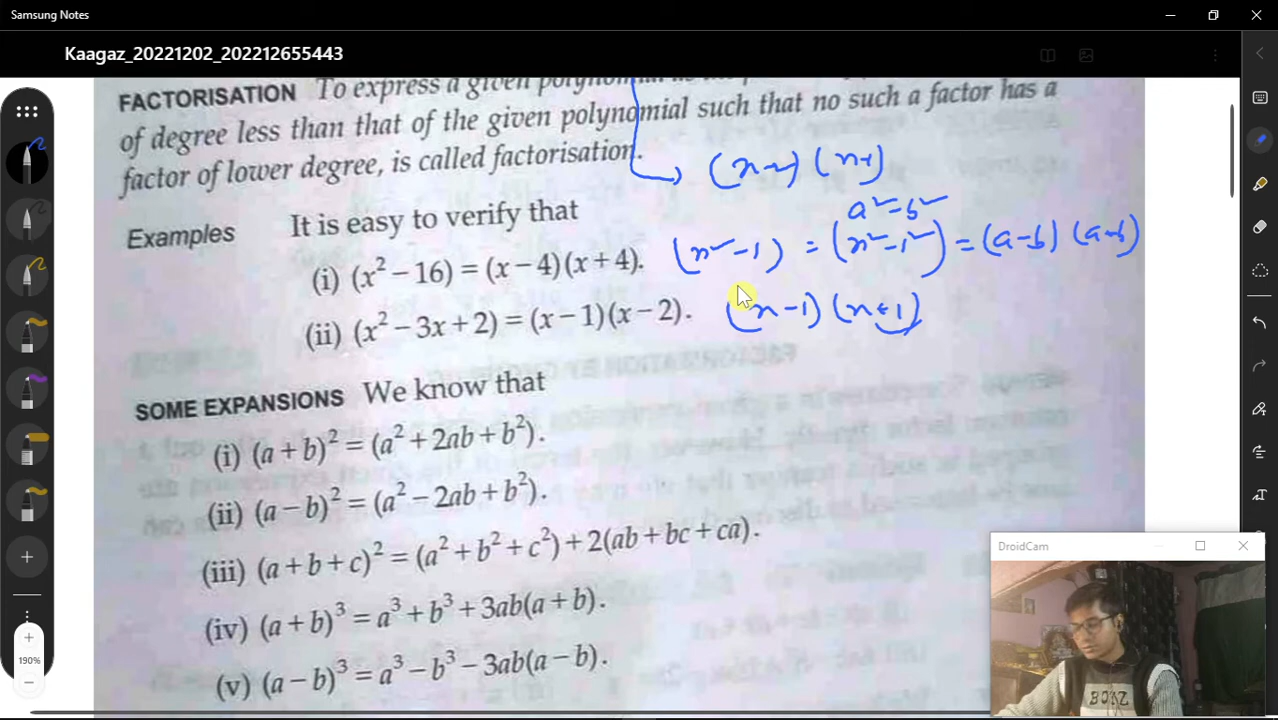 Samsung Notes
Kaagaz_20221202_202212655443
FACTORISATION To express a given polynomial as the
of degree less than that of the given polynomial such that no such a factor has a
factor of lower degree, is called factorisation.
(x-2) (x-1)
Examples It is easy to verify that
a²-b²
(i) (x² − 16) = (x − 4)(x + 4). (x²-1) = (x²-1²) = (a-b) (a+b)
(ii) (x² − 3x + 2) = (x − 1)(x − 2). (x-1) (x+1)
SOME EXPANSIONS We know that
(i) (a + b)² = (a² + 2ab + b²).
(ii) (a − b)² = (a² − 2ab + b²).
(iii) (a + b + c)² = (a² + b² + c²) + 2(ab + bc + ca).
(iv) (a + b)³ = a³ + b³ + 3ab(a + b).
(v) (a − b)³ = a³ − b³ − 3ab(a − b).
190%
DroidCam